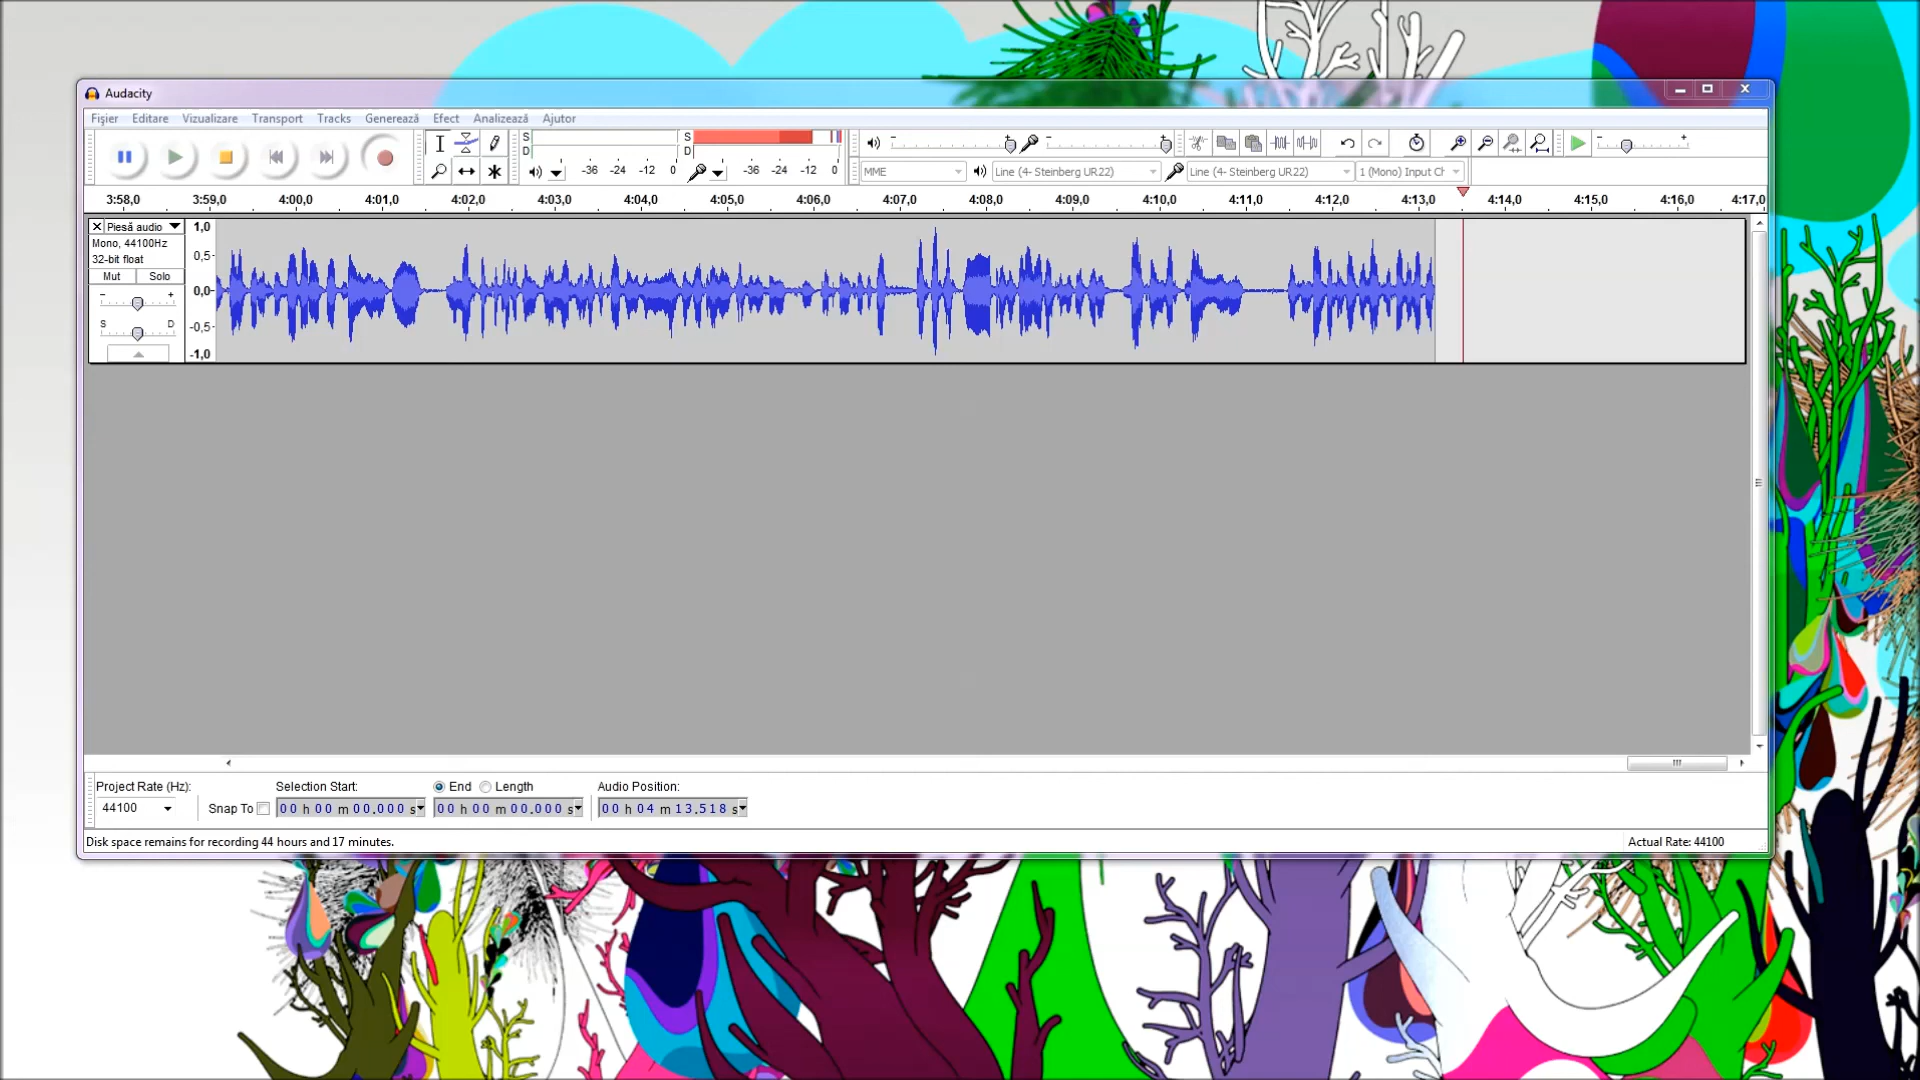 Audacity
Fișier Editare Vizualizare Transport Tracks Generează Efect Analizează Ajutor
S
D
S
D
-36 -24 -12 0
-36 -24 -12 0
MME
Line (4- Steinberg UR22)
Line (4- Steinberg UR22)
1 (Mono) Input Ch
3:58,0 3:59,0 4:00,0 4:01,0 4:02,0 4:03,0 4:04,0 4:05,0 4:06,0 4:07,0 4:08,0 4:09,0 4:10,0 4:11,0 4:12,0 4:13,0 4:14,0 4:15,0 4:16,0 4:17,0
Piesă audio
Mono, 44100Hz
32-bit float
Mut Solo
- +
S D
1,0
0,5
0,0
-0,5
-1,0
Project Rate (Hz):
44100
Snap To
Selection Start:
00 h 00 m 00.000 s
End Length
00 h 00 m 00.000 s
Audio Position:
00 h 04 m 13.518 s
Disk space remains for recording 44 hours and 17 minutes.
Actual Rate: 44100